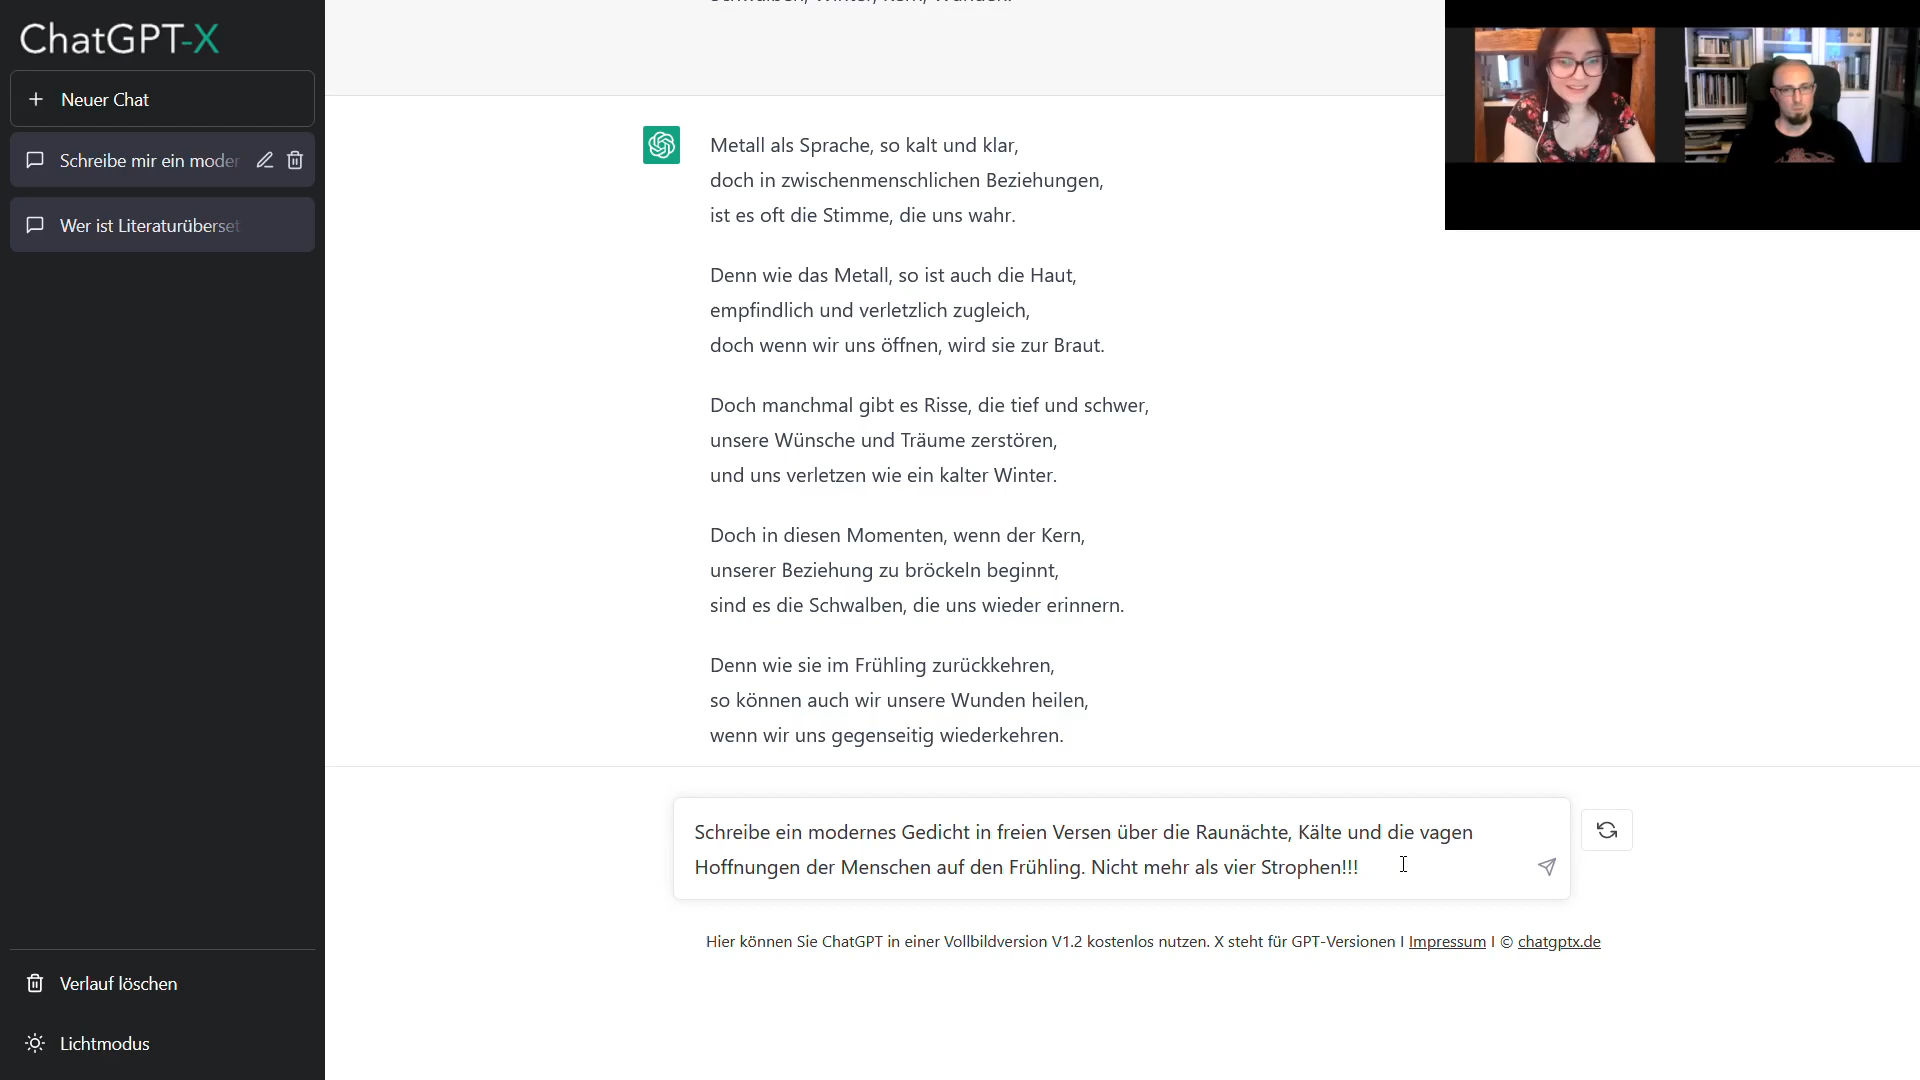 ChatGPT-X
Neuer Chat
Schreibe mir ein moder
Wer ist Literaturüberset
Metall als Sprache, so kalt und klar,
doch in zwischenmenschlichen Beziehungen,
ist es oft die Stimme, die uns wahr.
Denn wie das Metall, so ist auch die Haut,
empfindlich und verletzlich zugleich,
doch wenn wir uns öffnen, wird sie zur Braut.
Doch manchmal gibt es Risse, die tief und schwer,
unsere Wünsche und Träume zerstören,
und uns verletzen wie ein kalter Winter.
Doch in diesen Momenten, wenn der Kern,
unserer Beziehung zu bröckeln beginnt,
sind es die Schwalben, die uns wieder erinnern.
Denn wie sie im Frühling zurückkehren,
so können auch wir unsere Wunden heilen,
wenn wir uns gegenseitig wiederkehren.
Schreibe ein modernes Gedicht in freien Versen über die Raunächte, Kälte und die vagen
Hoffnungen der Menschen auf den Frühling. Nicht mehr als vier Strophen!!!
Hier können Sie ChatGPT in einer Vollbildversion V1.2 kostenlos nutzen. X steht für GPT-Versionen I Impressum I © chatgptx.de
Verlauf löschen
Lichtmodus